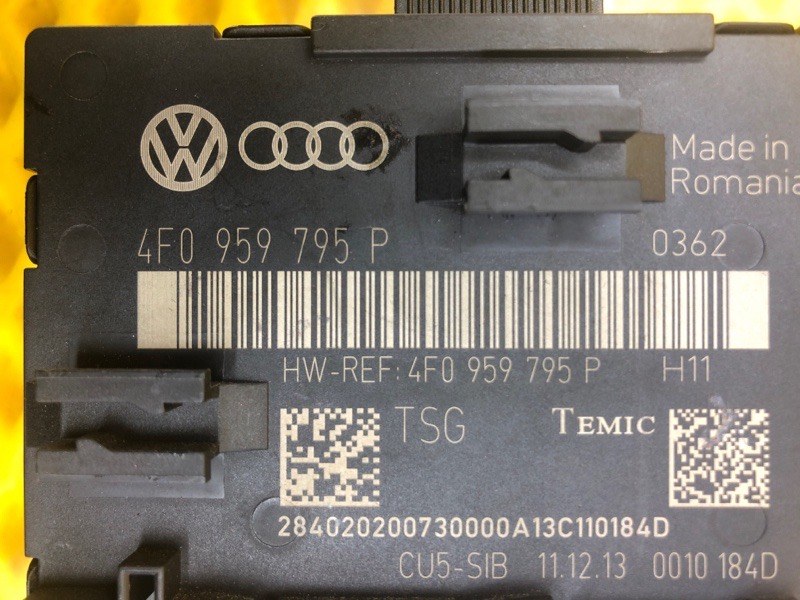 Made in
Romania
4F0 959 795 P 0362
HW-REF: 4F0 959 795 P H11
TSG TEMIC
284020200730000A13C110184D
CU5-SIB 11.12.13 0010 184D